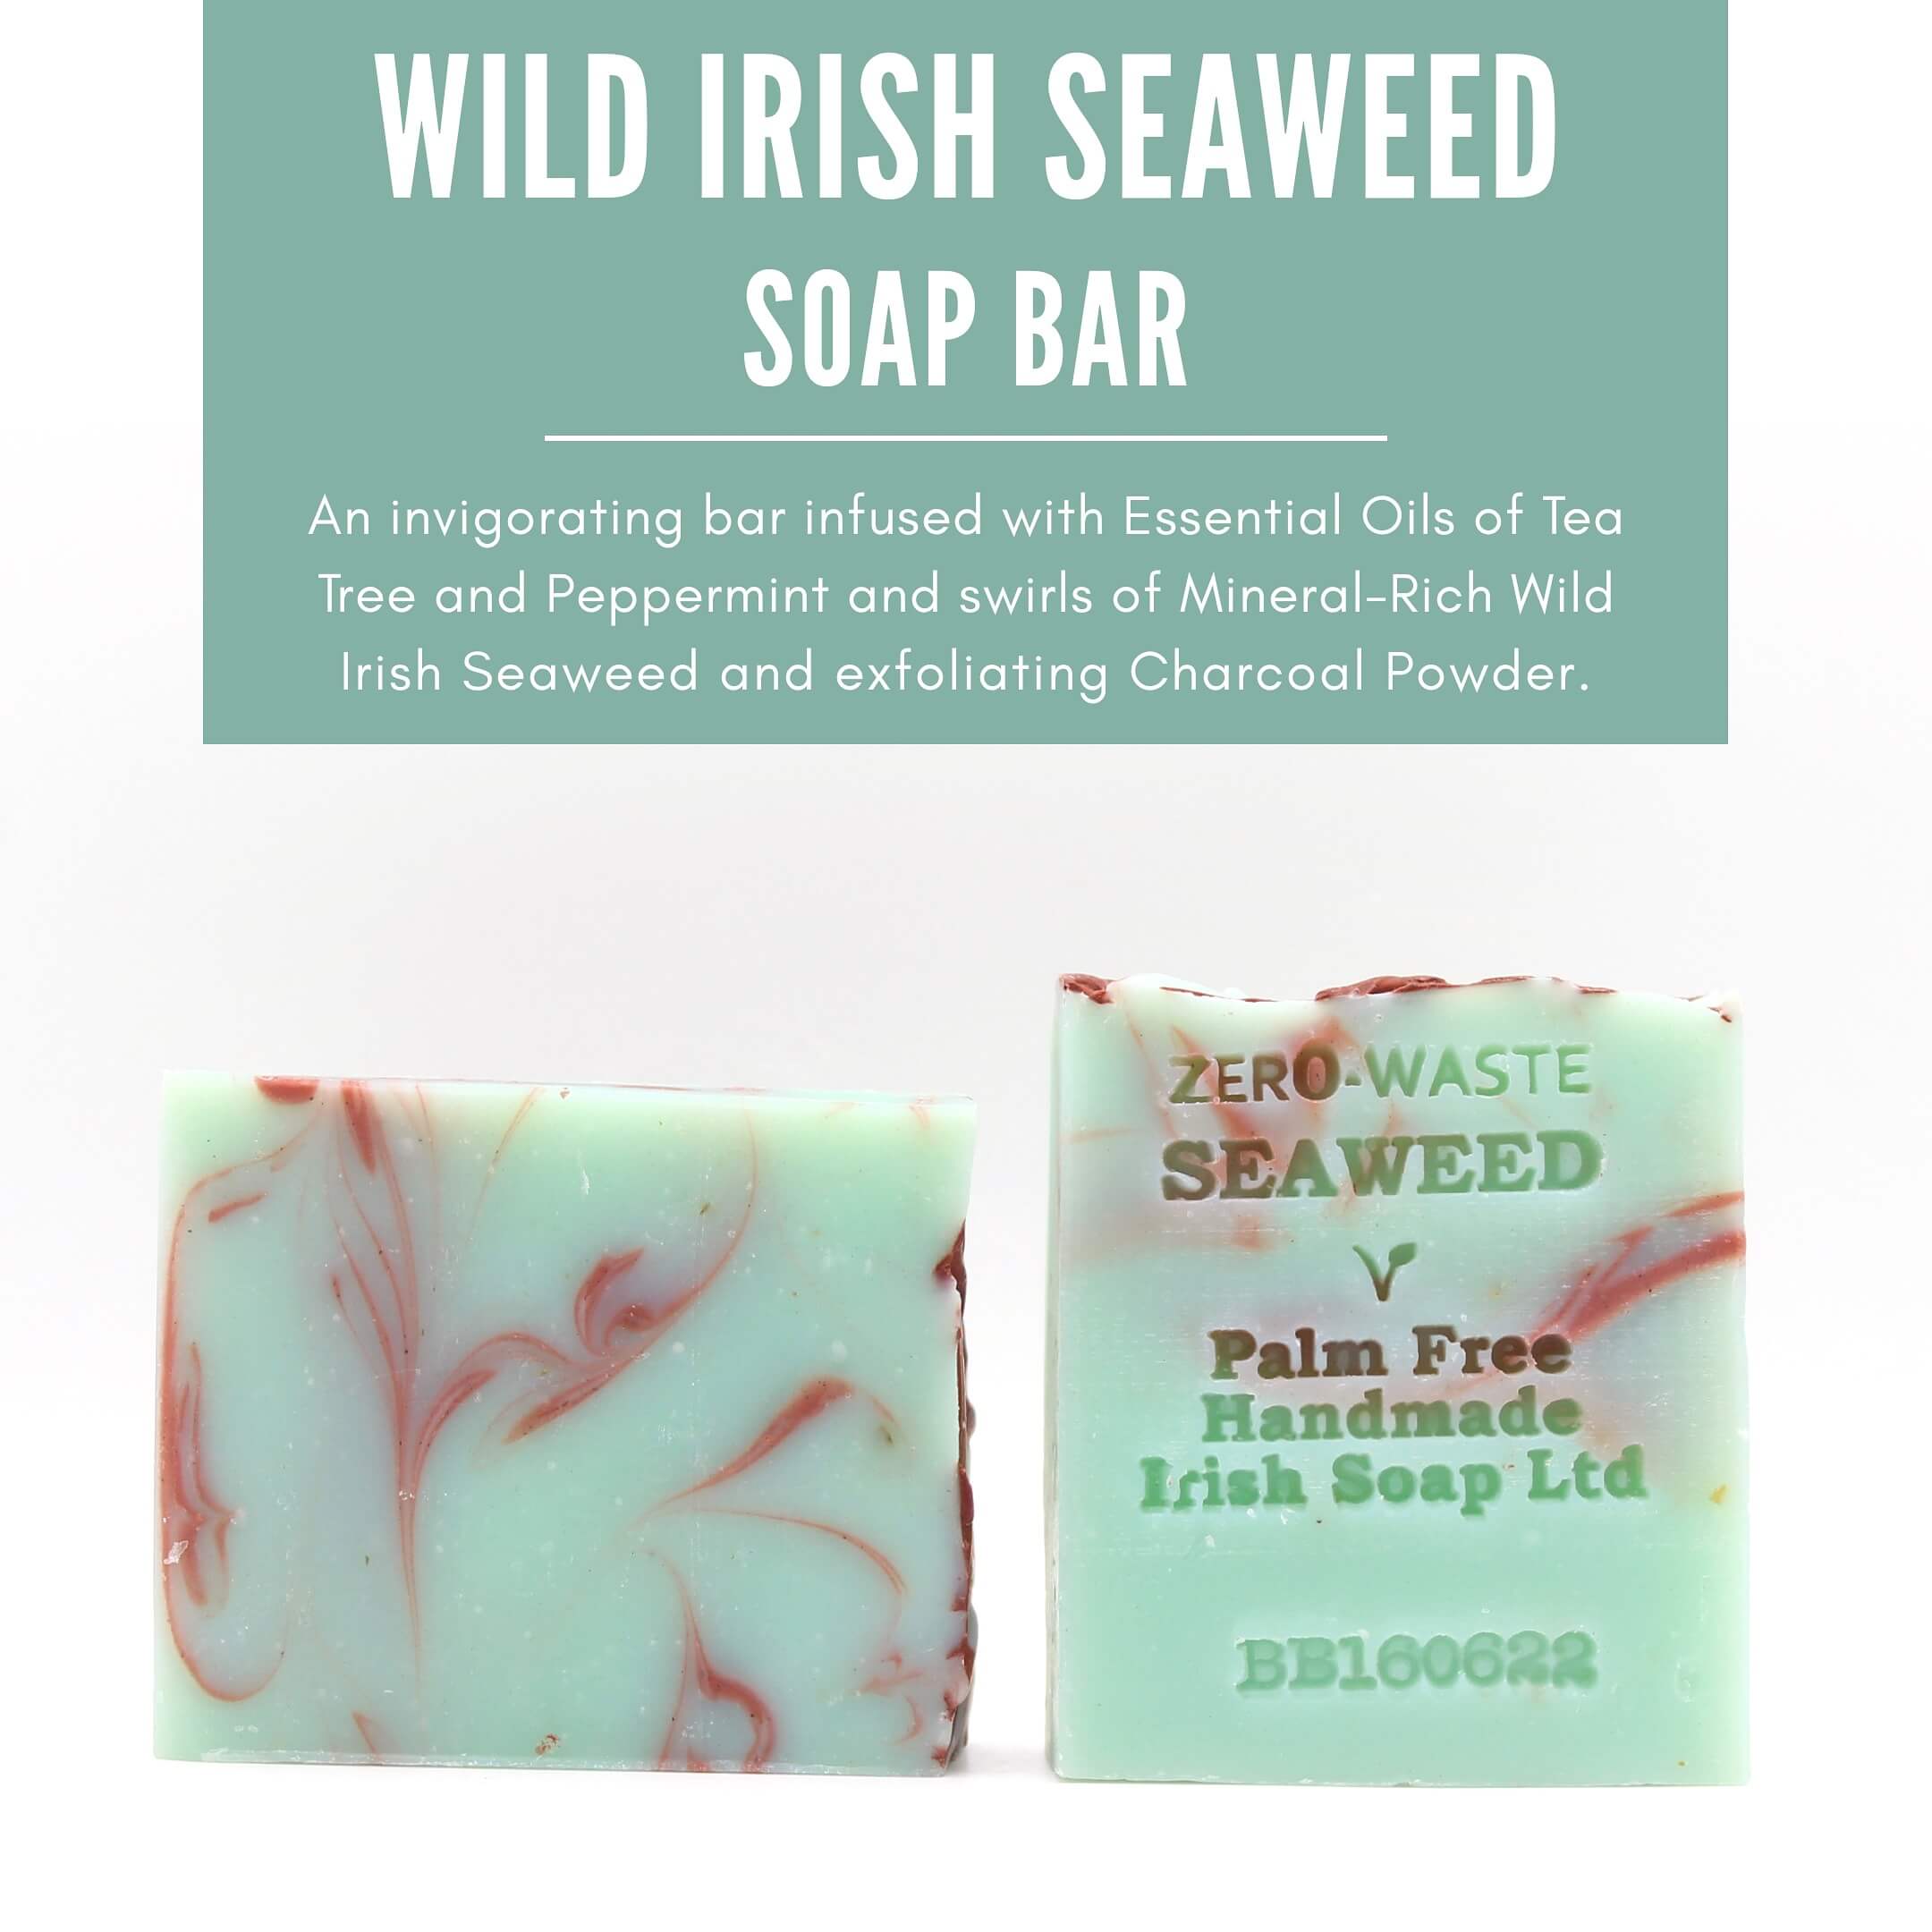 WILD IRISH SEAWEED
SOAP BAR
An invigorating bar infused with Essential Oils of Tea
Tree and Peppermint and swirls of Mineral-Rich Wild
Irish Seaweed and exfoliating Charcoal Powder.
ZERO-WASTE
SEAWEED
Palm Free
Handmade
Irish Soap Ltd
BB160622